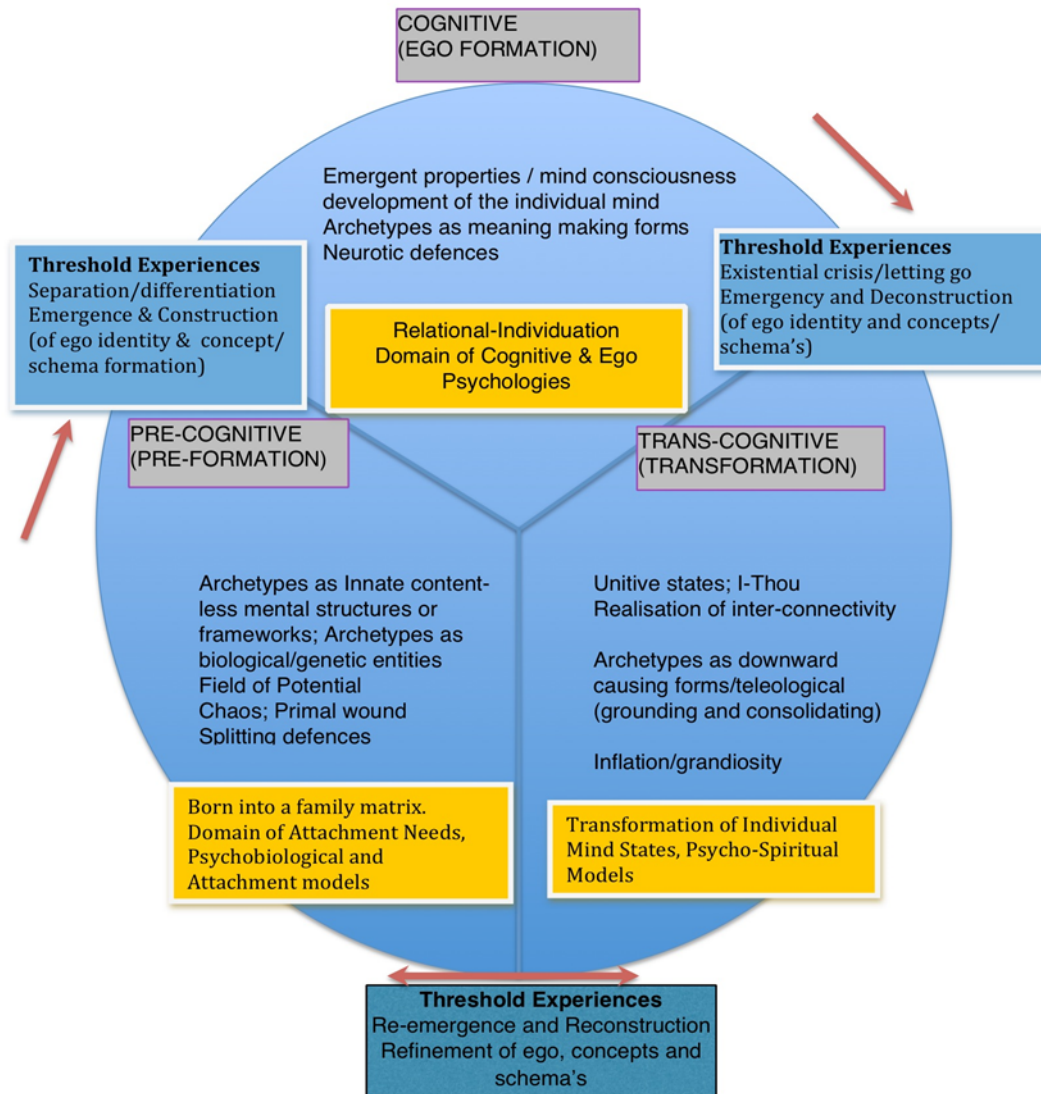 COGNITIVE
(EGO FORMATION)
Emergent properties / mind consciousness
development of the individual mind
Archetypes as meaning making forms
Neurotic defences
Threshold Experiences
Separation/differentiation
Emergence & Construction
(of ego identity & concept/
schema formation)
Threshold Experiences
Existential crisis/letting go
Emergency and Deconstruction
(of ego identity and concepts/
schema's)
Relational-Individuation
Domain of Cognitive & Ego
Psychologies
PRE-COGNITIVE
(PRE-FORMATION)
TRANS-COGNITIVE
(TRANSFORMATION)
Archetypes as Innate content-
less mental structures or
frameworks; Archetypes as
biological/genetic entities
Field of Potential
Chaos; Primal wound
Splitting defences
Unitive states; I-Thou
Realisation of inter-connectivity
Archetypes as downward
causing forms/teleological
(grounding and consolidating)
Inflation/grandiosity
Born into a family matrix.
Domain of Attachment Needs,
Psychobiological and
Attachment models
Transformation of Individual
Mind States, Psycho-Spiritual
Models
Threshold Experiences
Re-emergence and Reconstruction
Refinement of ego, concepts and
schema's